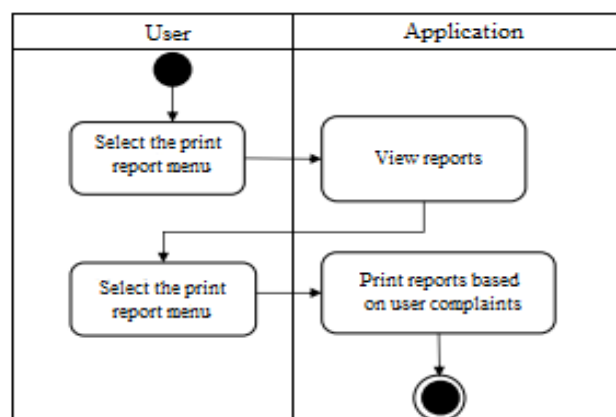 User
Application
Select the print
report menu
View reports
Select the print
report menu
Print reports based
on user complaints